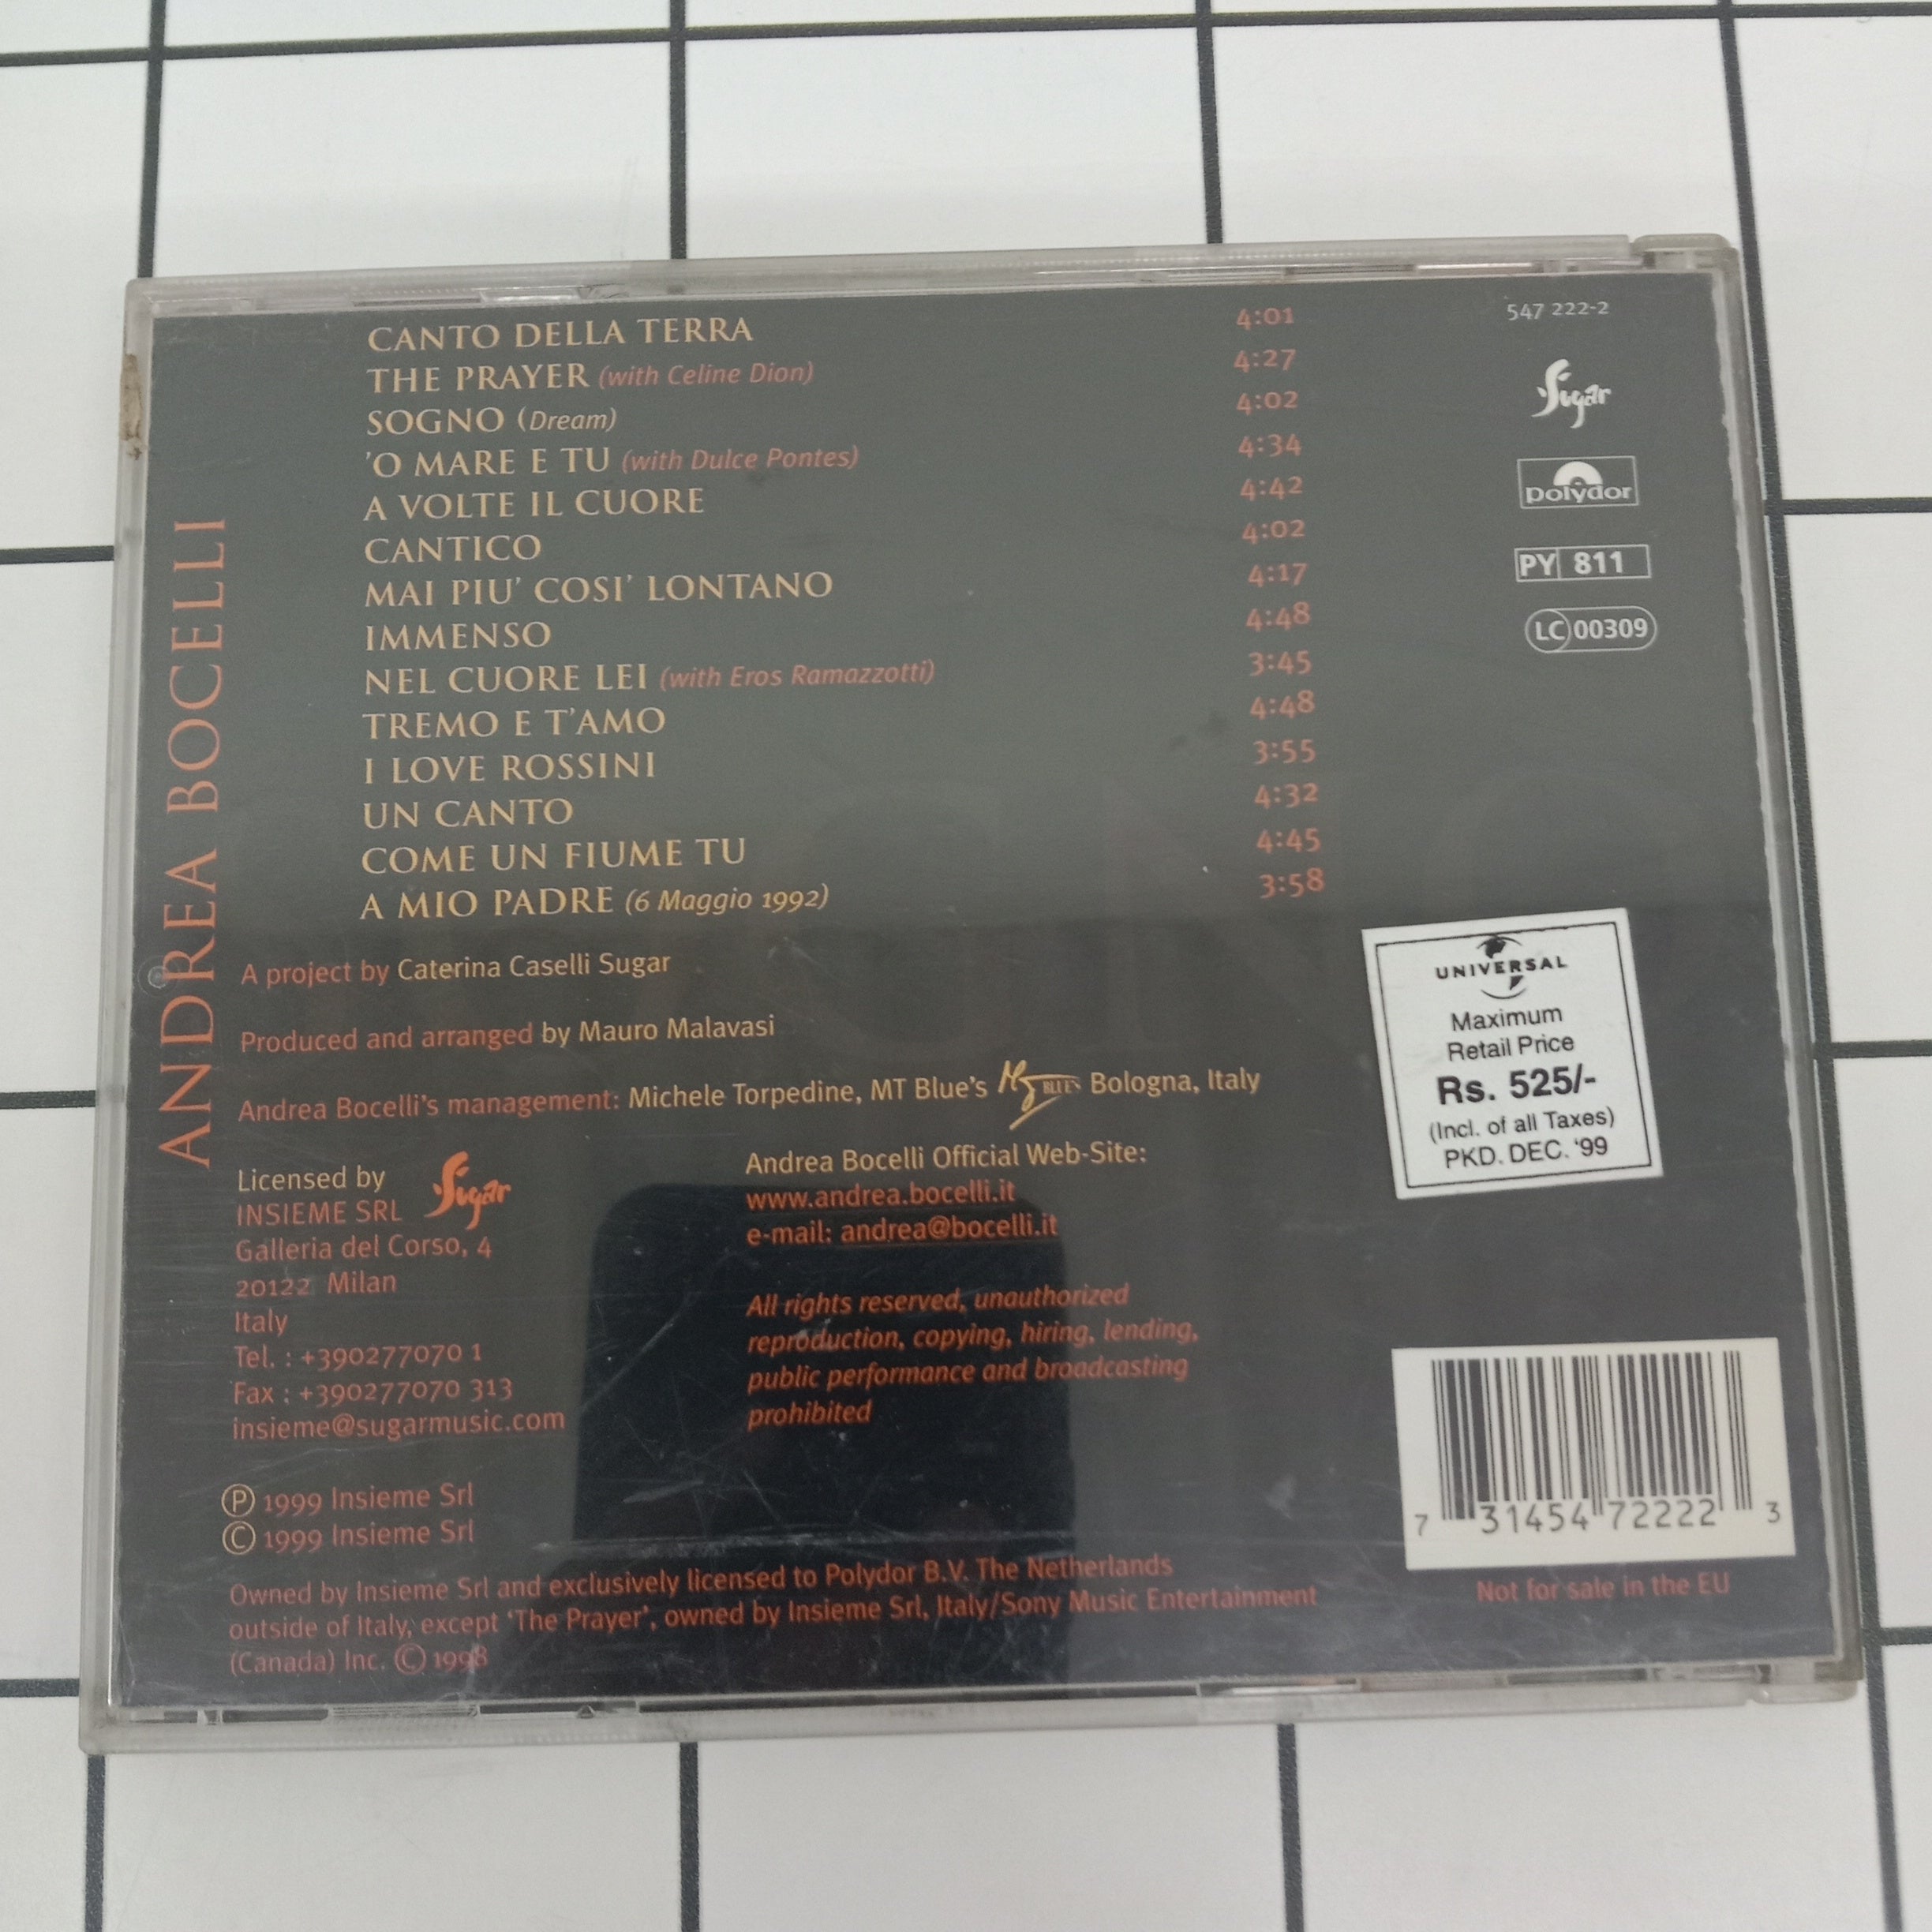 CANTO DELLA TERRA 4:01
THE PRAYER (with Celine Dion) 4:27
SOGNO (Dream) 4:02
'O MARE E TU (with Dulce Pontes) 4:34
A VOLTE IL CUORE 4:42
CANTICO 4:02
MAI PIU' COSI' LONTANO 4:17
IMMENSO 4:48
NEL CUORE LEI (with Eros Ramazzotti) 3:45
TREMO E T'AMO 4:48
I LOVE ROSSINI 3:55
UN CANTO 4:32
COME UN FIUME TU 4:45
A MIO PADRE (6 Maggio 1992) 3:58
ANDREA BOCELLI
547 222-2
Sugar
polydor
PY 811
LC 00309
A project by Caterina Caselli Sugar
Produced and arranged by Mauro Malavasi
Andrea Bocelli's management: Michele Torpedine, MT Blue's MT BLUE'S Bologna, Italy
Licensed by
INSIEME SRL
Sugar
Galleria del Corso, 4
20122 Milan
Italy
Tel. : +390277070 1
Fax : +390277070 313
insieme@sugarmusic.com
Andrea Bocelli Official Web-Site:
www.andrea.bocelli.it
e-mail: andrea@bocelli.it
All rights reserved, unauthorized
reproduction, copying, hiring, lending,
public performance and broadcasting
prohibited
Ⓟ 1999 Insieme Srl
© 1999 Insieme Srl
Owned by Insieme Srl and exclusively licensed to Polydor B.V. The Netherlands
outside of Italy, except 'The Prayer', owned by Insieme Srl, Italy/Sony Music Entertainment
(Canada) Inc. © 1998
UNIVERSAL
Maximum
Retail Price
Rs. 525/-
(Incl. of all Taxes)
PKD. DEC. '99
7 31454 72222 3
Not for sale in the EU